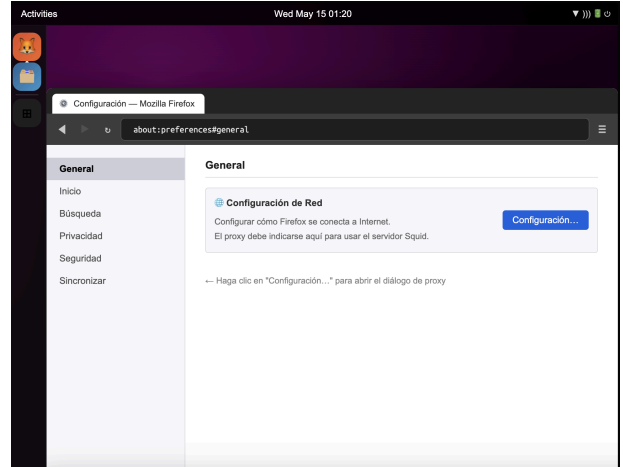 Activities
Wed May 15 01:20
Configuración — Mozilla Firefox
about:preferences#general
General
Inicio
Búsqueda
Privacidad
Seguridad
Sincronizar
General
Configuración de Red
Configurar cómo Firefox se conecta a Internet.
El proxy debe indicarse aquí para usar el servidor Squid.
Configuración…
← Haga clic en "Configuración…" para abrir el diálogo de proxy